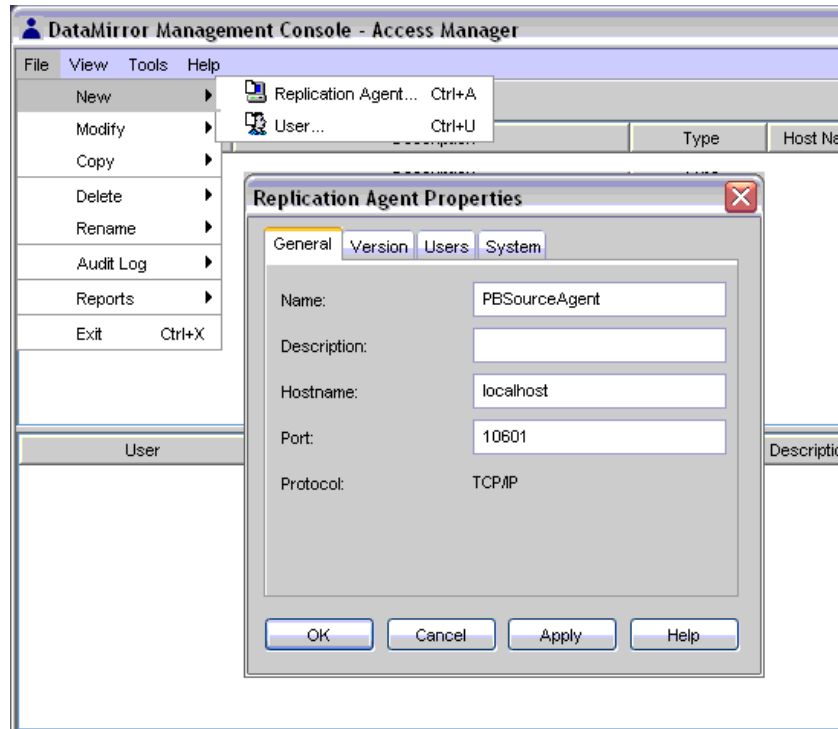 DataMirror Management Console - Access Manager
File View Tools Help
New
Replication Agent... Ctrl+A
Modify
User... Ctrl+U
Type Host Na
Copy
Delete
Replication Agent Properties
Rename
General Version Users System
Audit Log
Reports
Name: PBSourceAgent
Exit Ctrl+X
Description:
Hostname: localhost
Port: 10601
User
Descriptio
Protocol: TCP/IP
OK Cancel Apply Help